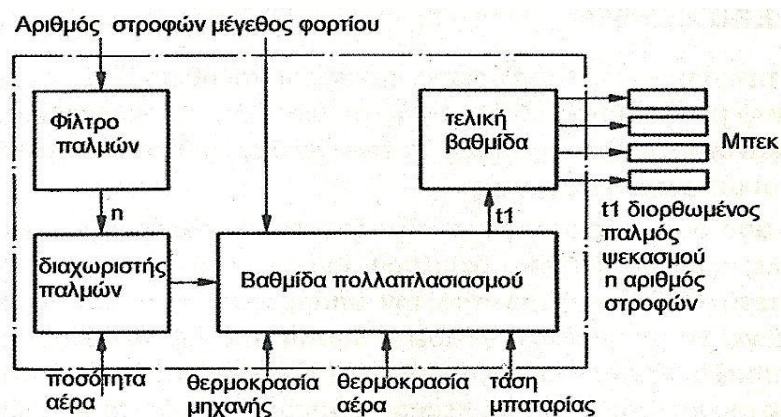 Αριθμός στροφών μέγεθος φορτίου
Φίλτρο
παλμών
τελική
βαθμίδα
Μπεκ
n
t1
t1 διορθωμένος
παλμός
ψεκασμού
n αριθμός
στροφών
διαχωριστής
παλμών
Βαθμίδα πολλαπλασιασμού
ποσότητα
αέρα
θερμοκρασία
μηχανής
θερμοκρασία
αέρα
τάση
μπαταρίας